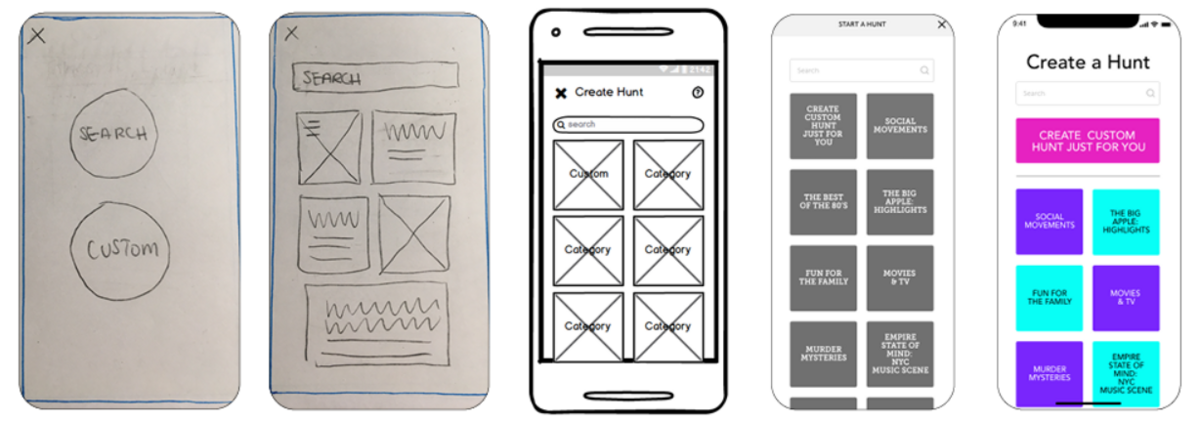 X
SEARCH
CUSTOM
X
SEARCH
21:42
Create Hunt
?
search
Custom
Category
Category
Category
Category
Category
START A HUNT
Search
CREATE
CUSTOM
HUNT
JUST FOR
YOU
SOCIAL
MOVEMENTS
THE BEST
OF THE 80'S
THE BIG
APPLE:
HIGHLIGHTS
FUN FOR
THE FAMILY
MOVIES
& TV
MURDER
MYSTERIES
EMPIRE
STATE OF
MIND:
NYC
MUSIC SCENE
9:41
Create a Hunt
Search
CREATE CUSTOM
HUNT JUST FOR YOU
SOCIAL
MOVEMENTS
THE BIG
APPLE:
HIGHLIGHTS
FUN FOR
THE FAMILY
MOVIES
& TV
MURDER
MYSTERIES
EMPIRE
STATE OF
MIND:
NYC
MUSIC SCENE